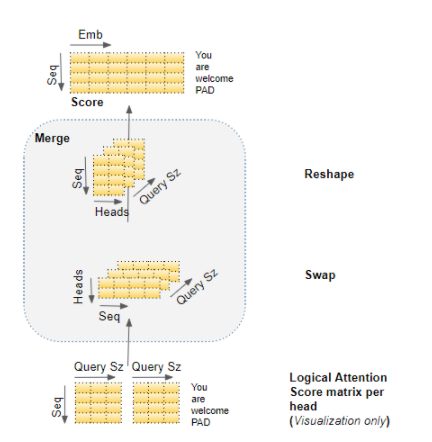 Emb
Seq
You
are
welcome
PAD
Score
Merge
Seq
Query Sz
Heads
Reshape
Heads
Query Sz
Seq
Swap
Query Sz Query Sz
Seq
You
are
welcome
PAD
Logical Attention
Score matrix per
head
(Visualization only)